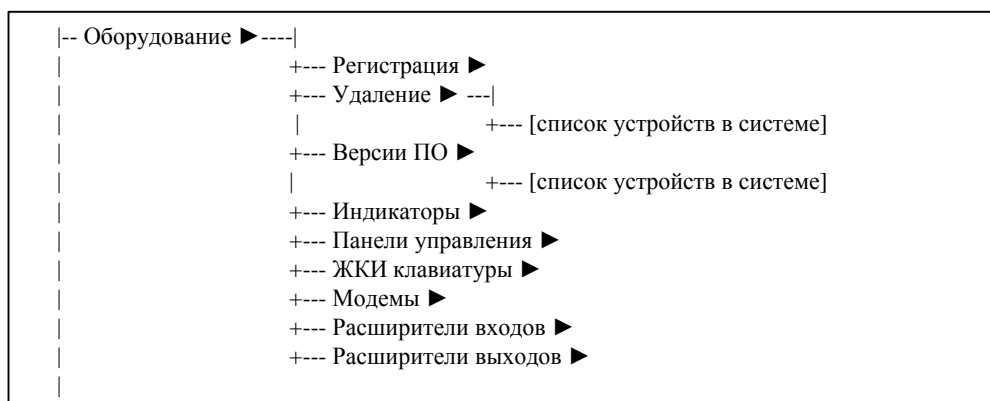 |-- Оборудование ►----|
| +--- Регистрация ►
| +--- Удаление ► ---|
| | +--- [список устройств в системе]
| +--- Версии ПО ►
| | +--- [список устройств в системе]
| +--- Индикаторы ►
| +--- Панели управления ►
| +--- ЖКИ клавиатуры ►
| +--- Модемы ►
| +--- Расширители входов ►
| +--- Расширители выходов ►
|